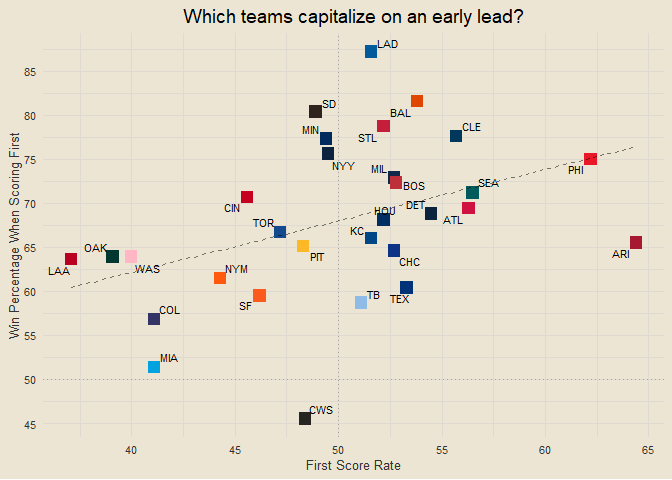 Which teams capitalize on an early lead?
Win Percentage When Scoring First
85
80
75
70
65
60
55
50
45
LAD
SD
BAL
MIN
STL
CLE
NYY
MIL
BOS
SEA
PHI
CIN
HOU
DET
ATL
TOR
KC
CHC
PIT
ARI
OAK
LAA
WAS
NYM
SF
TB
TEX
COL
MIA
CWS
40
45
50
55
60
65
First Score Rate